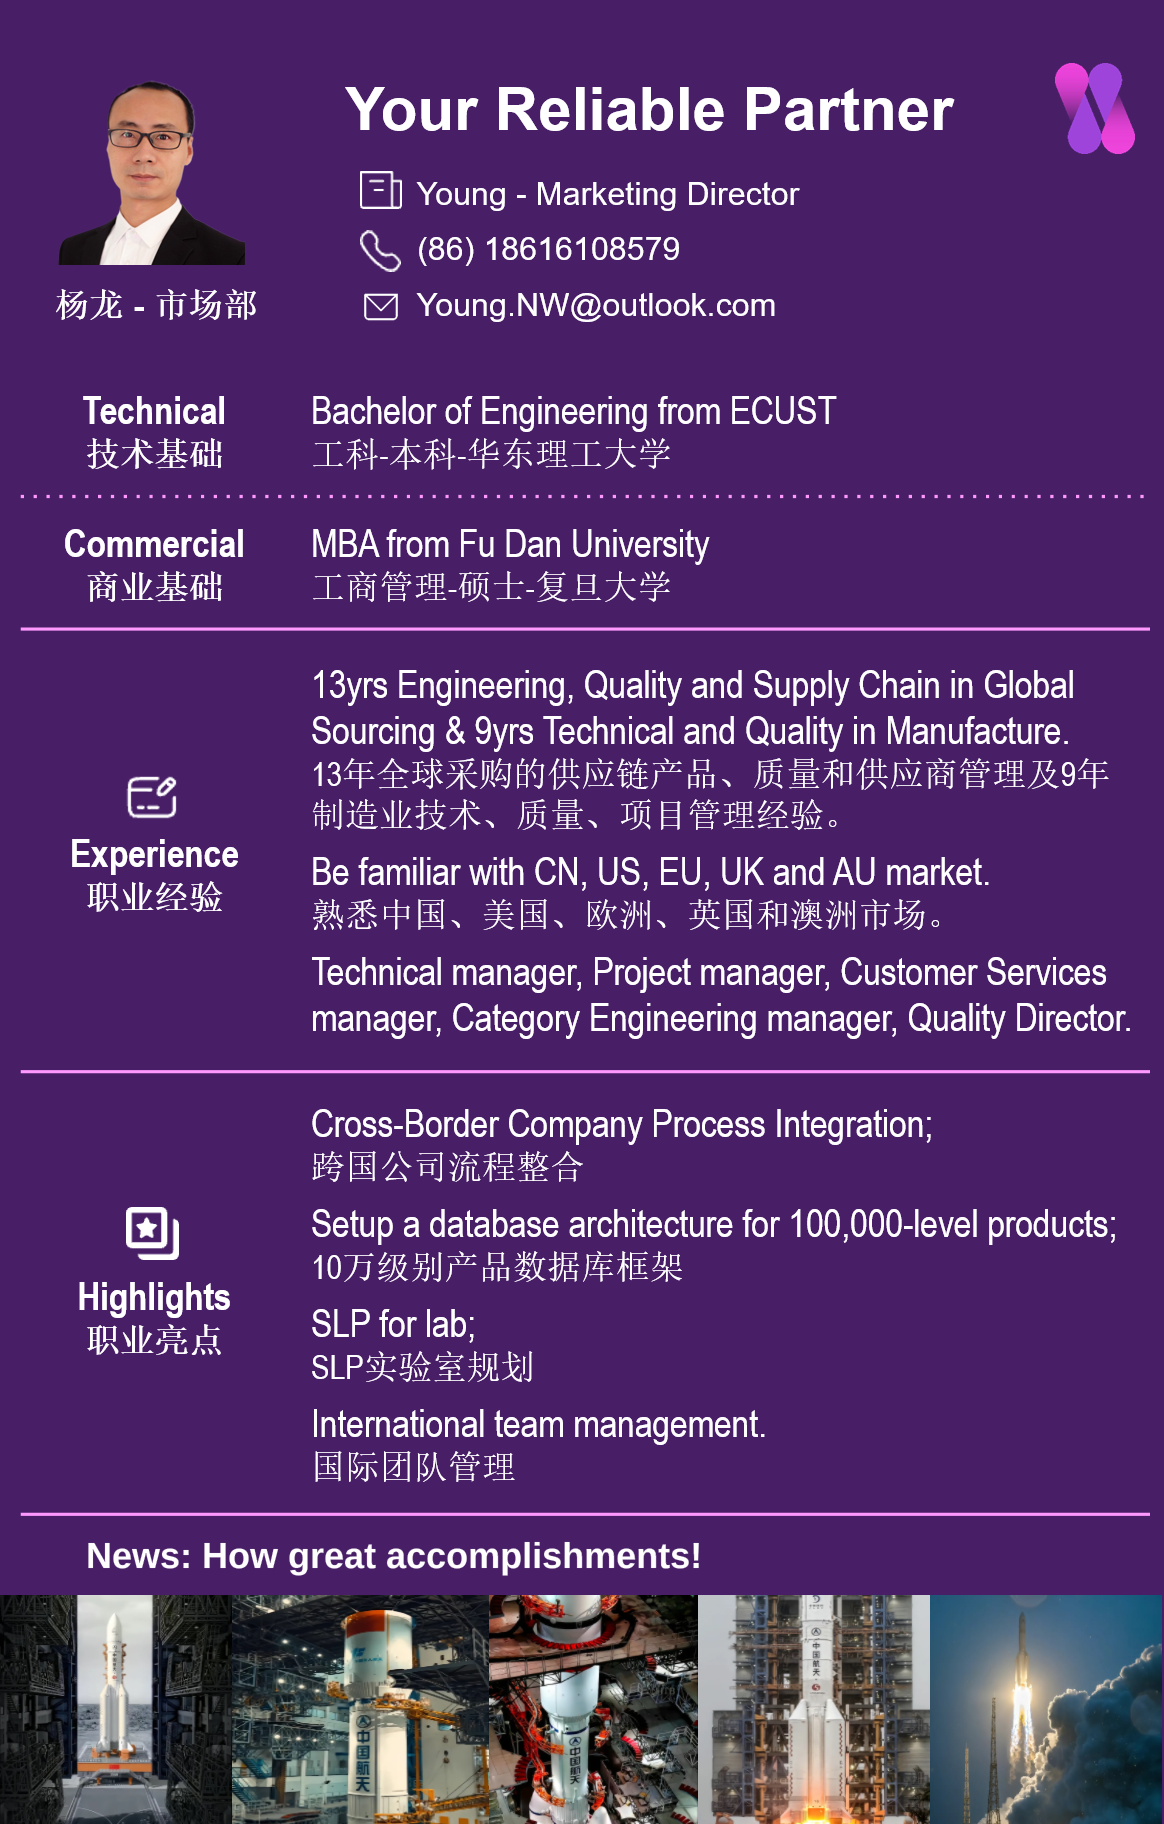 Your Reliable Partner
Young - Marketing Director
(86) 18616108579
Young.NW@outlook.com
杨龙 - 市场部
Technical
技术基础
Bachelor of Engineering from ECUST
工科-本科-华东理工大学
Commercial
商业基础
MBA from Fu Dan University
工商管理-硕士-复旦大学
Experience
职业经验
13yrs Engineering, Quality and Supply Chain in Global
Sourcing & 9yrs Technical and Quality in Manufacture.
13年全球采购的供应链产品、质量和供应商管理及9年
制造业技术、质量、项目管理经验。
Be familiar with CN, US, EU, UK and AU market.
熟悉中国、美国、欧洲、英国和澳洲市场。
Technical manager, Project manager, Customer Services
manager, Category Engineering manager, Quality Director.
Highlights
职业亮点
Cross-Border Company Process Integration;
跨国公司流程整合
Setup a database architecture for 100,000-level products;
10万级别产品数据库框架
SLP for lab;
SLP实验室规划
International team management.
国际团队管理
News: How great accomplishments!
中国航天
中国航天
中国航天
中国航天